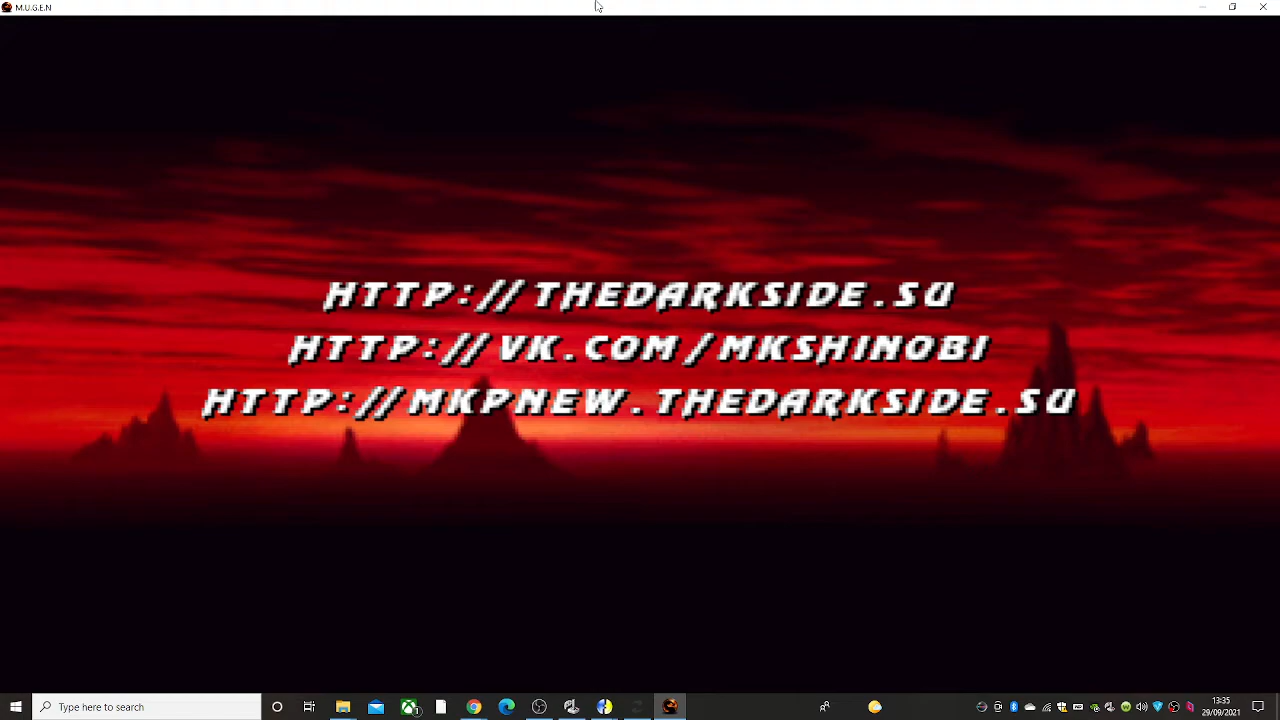 M.U.G.E.N
HTTP://THEDARKSIDE.SU
HTTP://VK.COM/MKSHINOBI
HTTP://MKPNEW.THEDARKSIDE.SU
Type here to search
13:35
29/09/2021